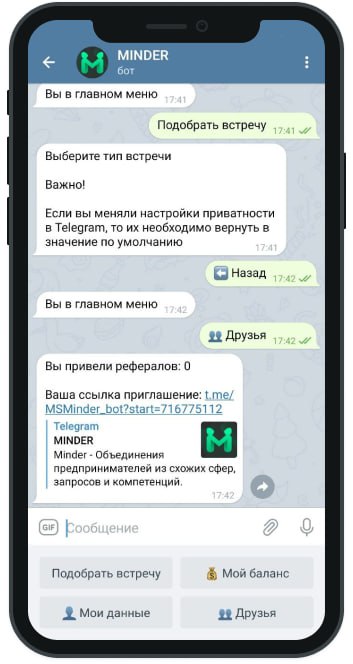 MINDER
бот
Вы в главном меню 17:41
Подобрать встречу 17:41
Выберите тип встречи
Важно!
Если вы меняли настройки приватности
в Telegram, то их необходимо вернуть в
значение по умолчанию
17:41
Назад 17:42
Вы в главном меню 17:42
Друзья 17:42
Вы привели рефералов: 0
Ваша ссылка приглашение: t.me/
MSMinder_bot?start=716775112
Telegram
MINDER
Minder - Объединения
предпринимателей из схожих сфер,
запросов и компетенций.
17:42
GIF Сообщение
Подобрать встречу Мой баланс
Мои данные Друзья